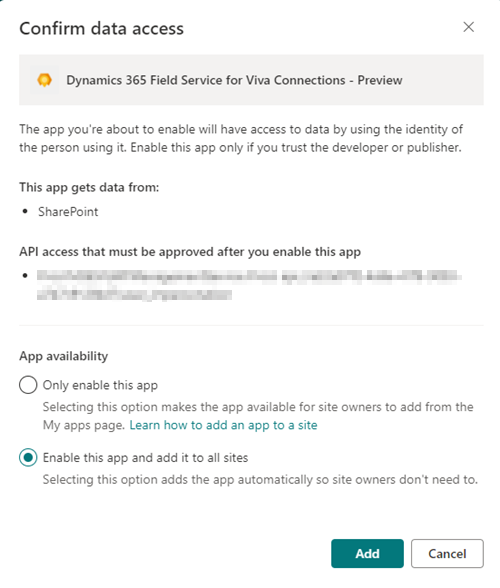 Confirm data access
Dynamics 365 Field Service for Viva Connections - Preview
The app you're about to enable will have access to data by using the identity of
the person using it. Enable this app only if you trust the developer or publisher.
This app gets data from:
• SharePoint
API access that must be approved after you enable this app
App availability
Only enable this app
Selecting this option makes the app available for site owners to add from the
My apps page. Learn how to add an app to a site
Enable this app and add it to all sites
Selecting this option adds the app automatically so site owners don't need to.
Add
Cancel